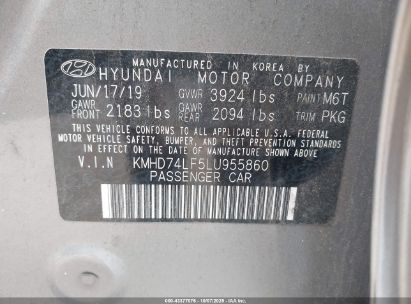 MANUFACTURED IN KOREA BY
HYUNDAI MOTOR COMPANY
JUN/17/19 GVWR 3924 lbs PAINT M6T
GAWR FRONT 2183 lbs GAWR REAR 2094 lbs TRIM PKG
THIS VEHICLE CONFORMS TO ALL APPLICABLE U.S.A. FEDERAL
MOTOR VEHICLE SAFETY, BUMPER, AND THEFT PREVENTION STANDARDS
IN EFFECT ON THE DATE OF MANUFACTURE SHOWN ABOVE.
V.I.N KMHD74LF5LU955860
PASSENGER CAR